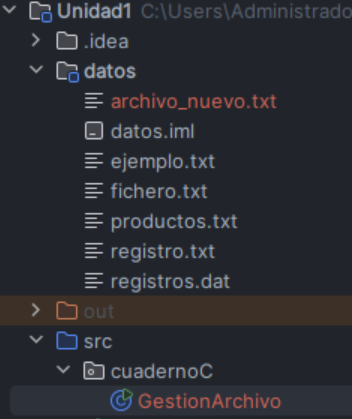 Unidad1 C:\Users\Administrado
.idea
datos
archivo_nuevo.txt
datos.iml
ejemplo.txt
fichero.txt
productos.txt
registro.txt
registros.dat
out
src
cuadernoC
GestionArchivo